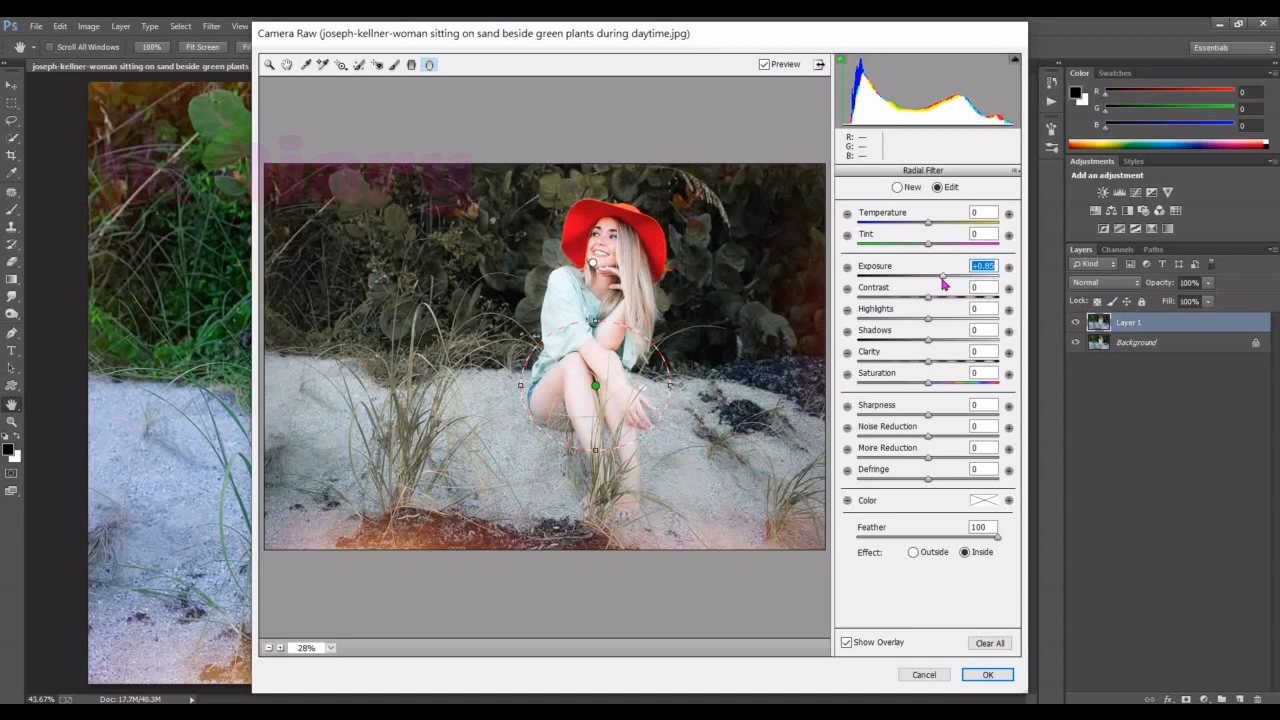 Ps File Edit Image Layer Type Select Filter View
Camera Raw (joseph-kellner-woman sitting on sand beside green plants during daytime.jpg)
Scroll All Windows 100% Fit Screen Fi
Essentials
joseph-kellner-woman sitting on sand beside green plants
Preview
R: —
G: —
B: —
Radial Filter
New Edit
Temperature 0
Tint 0
Exposure +0.85
Contrast 0
Highlights 0
Shadows 0
Clarity 0
Saturation 0
Sharpness 0
Noise Reduction 0
Moire Reduction 0
Defringe 0
Color
Feather 100
Effect: Outside Inside
Show Overlay Clear All
28%
Cancel OK
Color Swatches
R 0
G 0
B 0
Adjustments Styles
Add an adjustment
Layers Channels Paths
Kind
Normal Opacity: 100%
Lock: Fill: 100%
Layer 1
Background
fx
43.67% Doc: 17.7M/40.3M